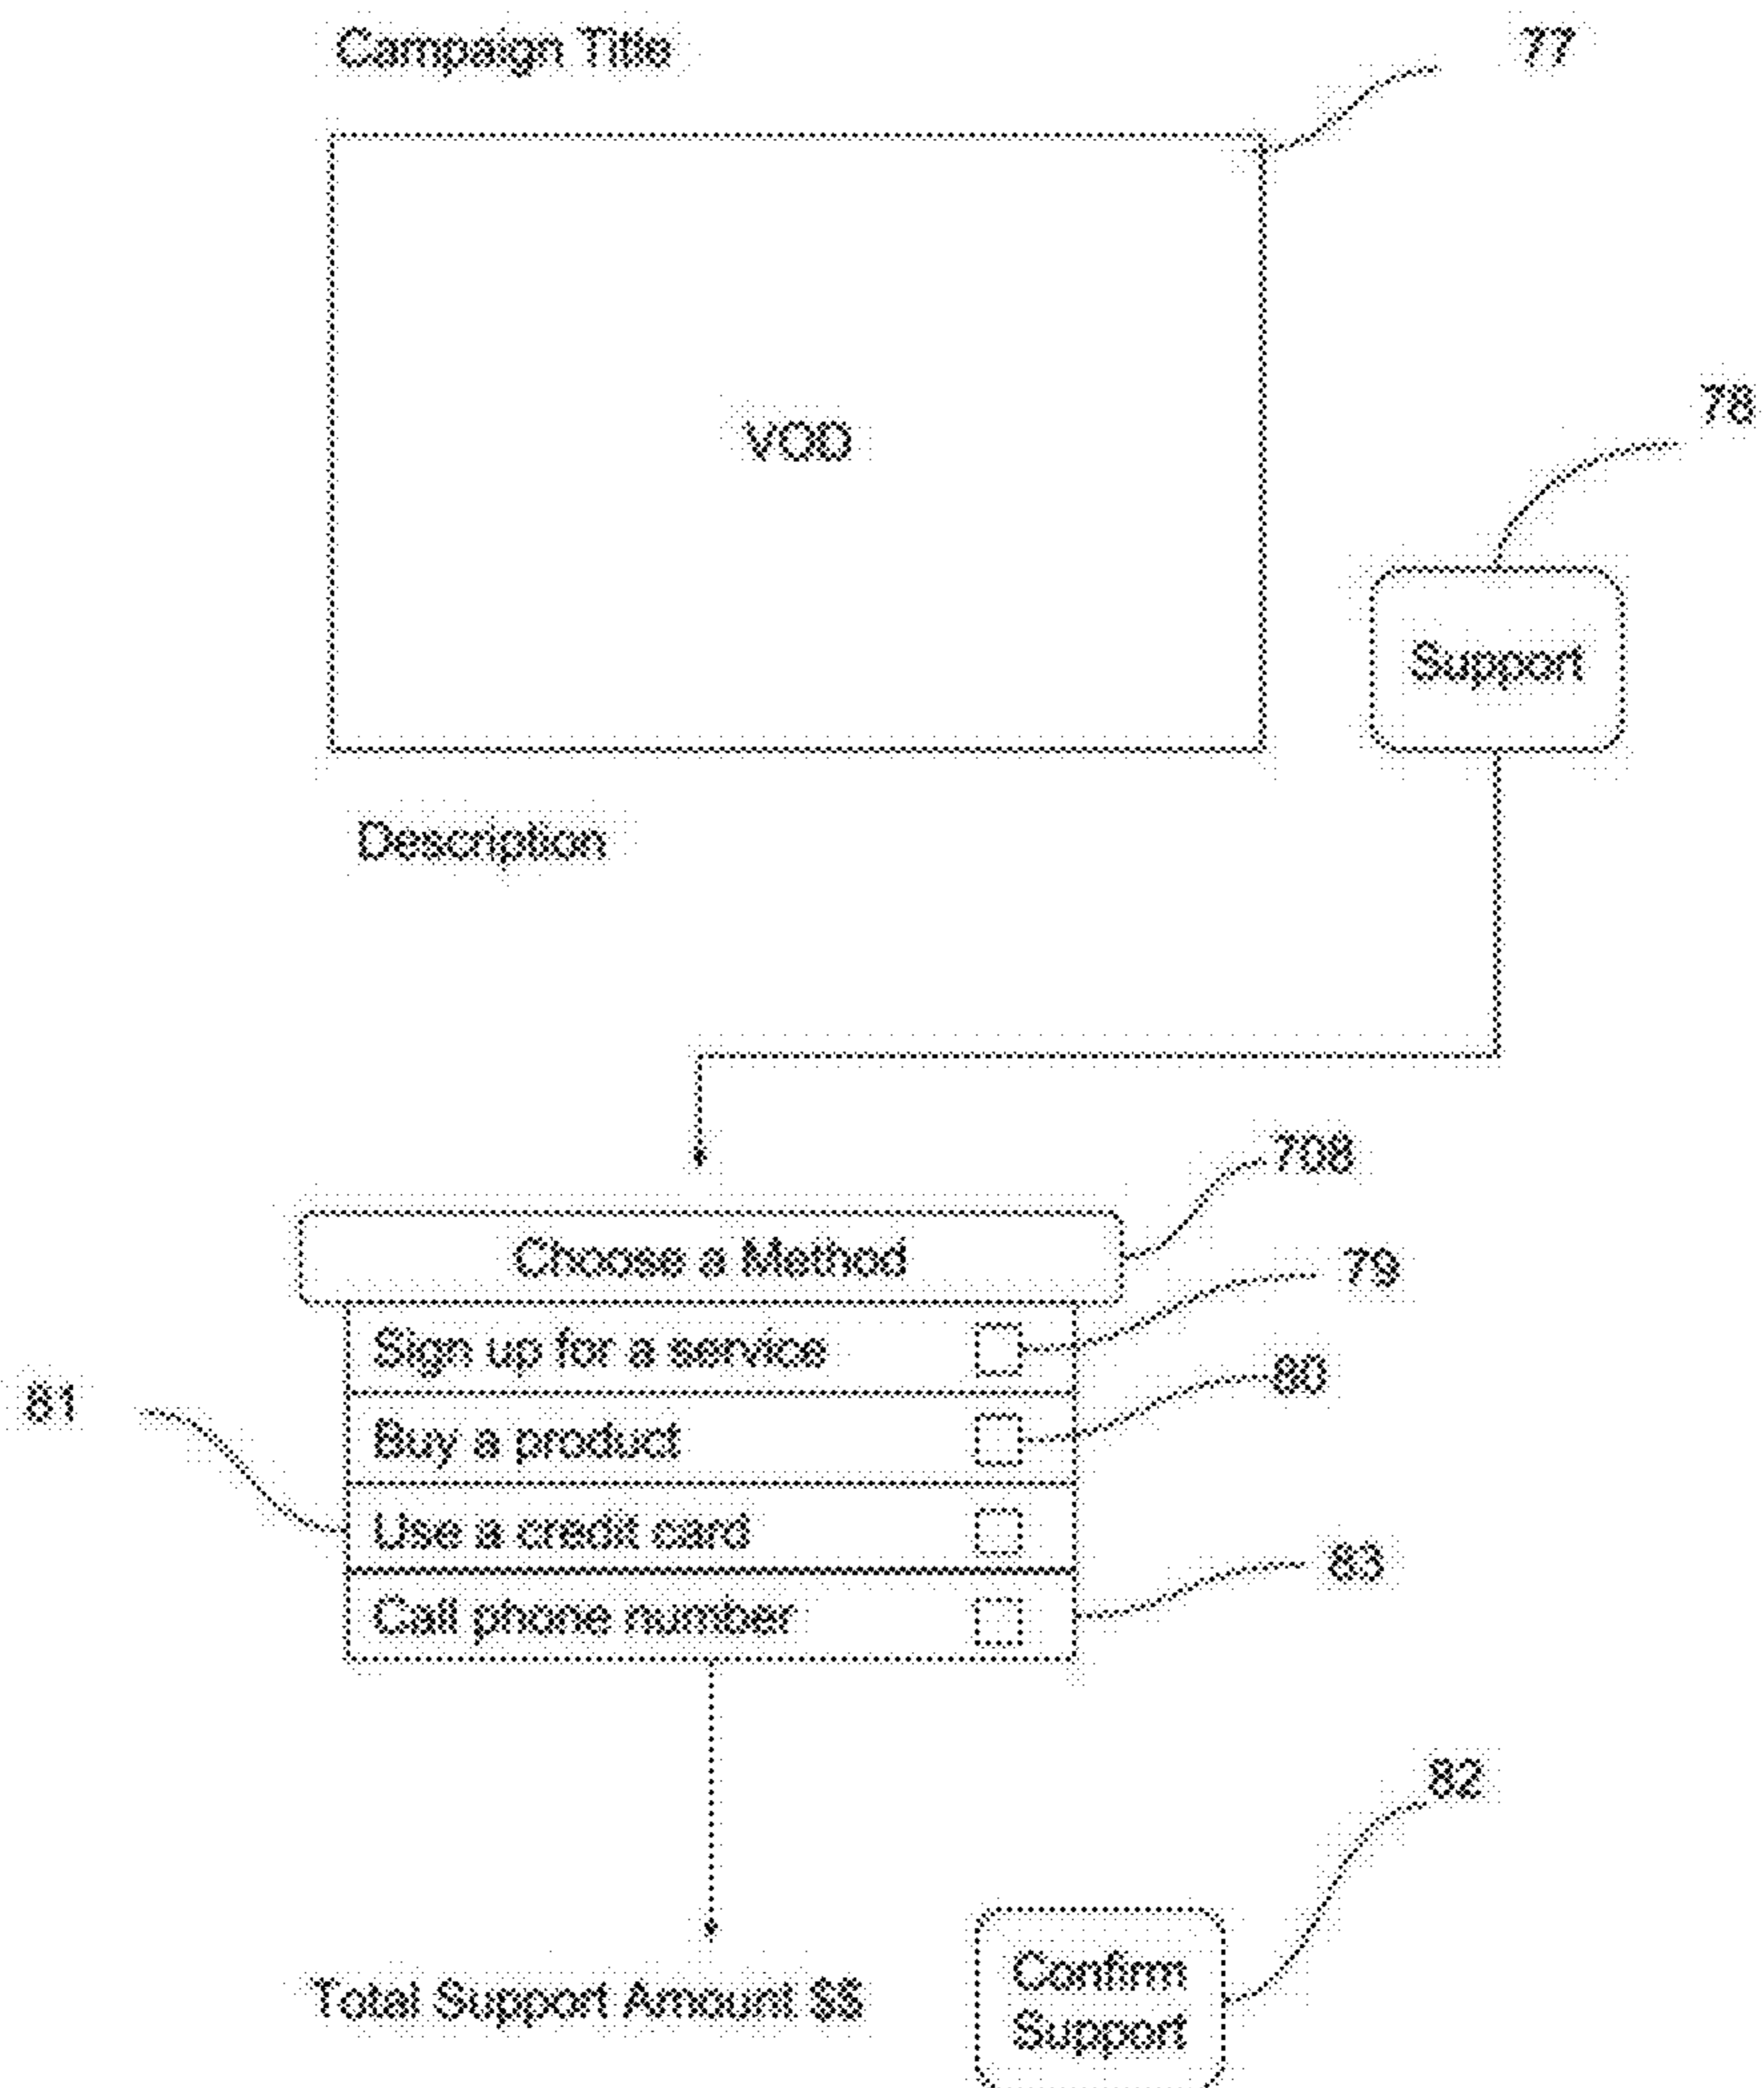 Campaign Title
77
VOD
78
Support
Description
708
Choose a Method
79
Sign up for a service
80
81
Buy a product
Use a credit card
83
Call phone number
82
Total Support Amount $$
Confirm
Support